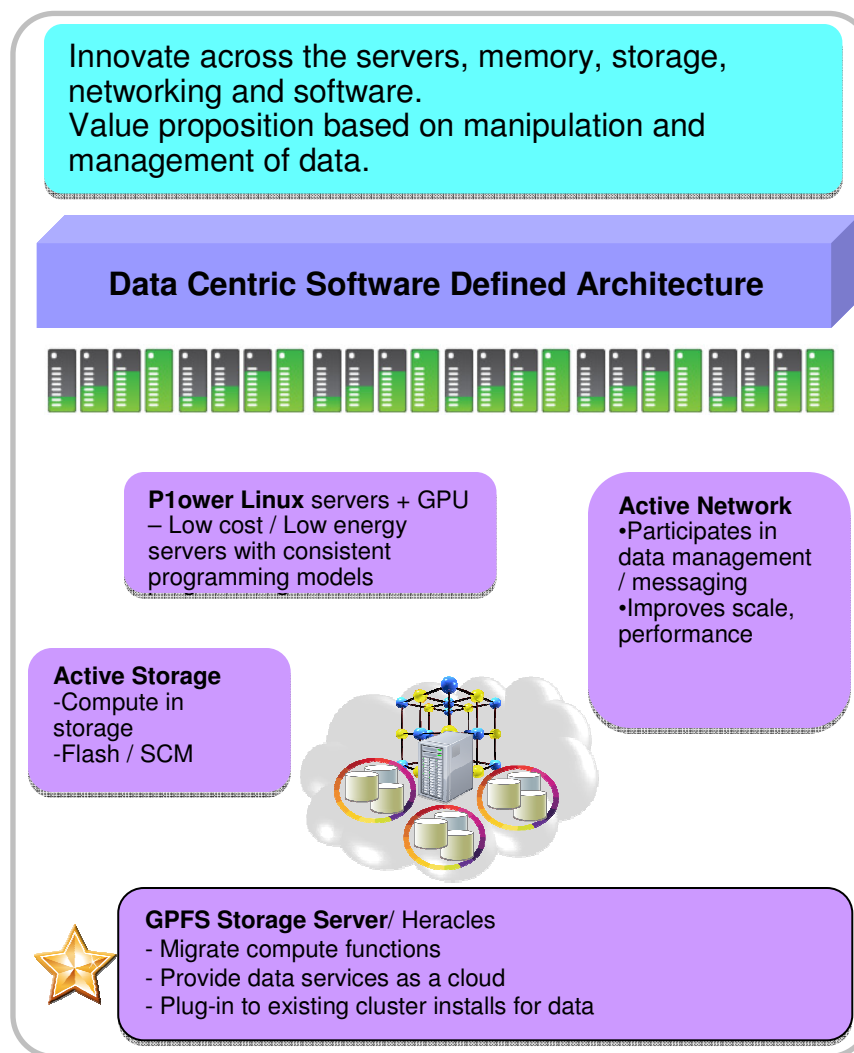 Innovate across the servers, memory, storage,
networking and software.
Value proposition based on manipulation and
management of data.
Data Centric Software Defined Architecture
P1ower Linux servers + GPU
– Low cost / Low energy
servers with consistent
programming models
Active Network
•Participates in
data management
/ messaging
•Improves scale,
performance
Active Storage
-Compute in
storage
-Flash / SCM
GPFS Storage Server/ Heracles
- Migrate compute functions
- Provide data services as a cloud
- Plug-in to existing cluster installs for data